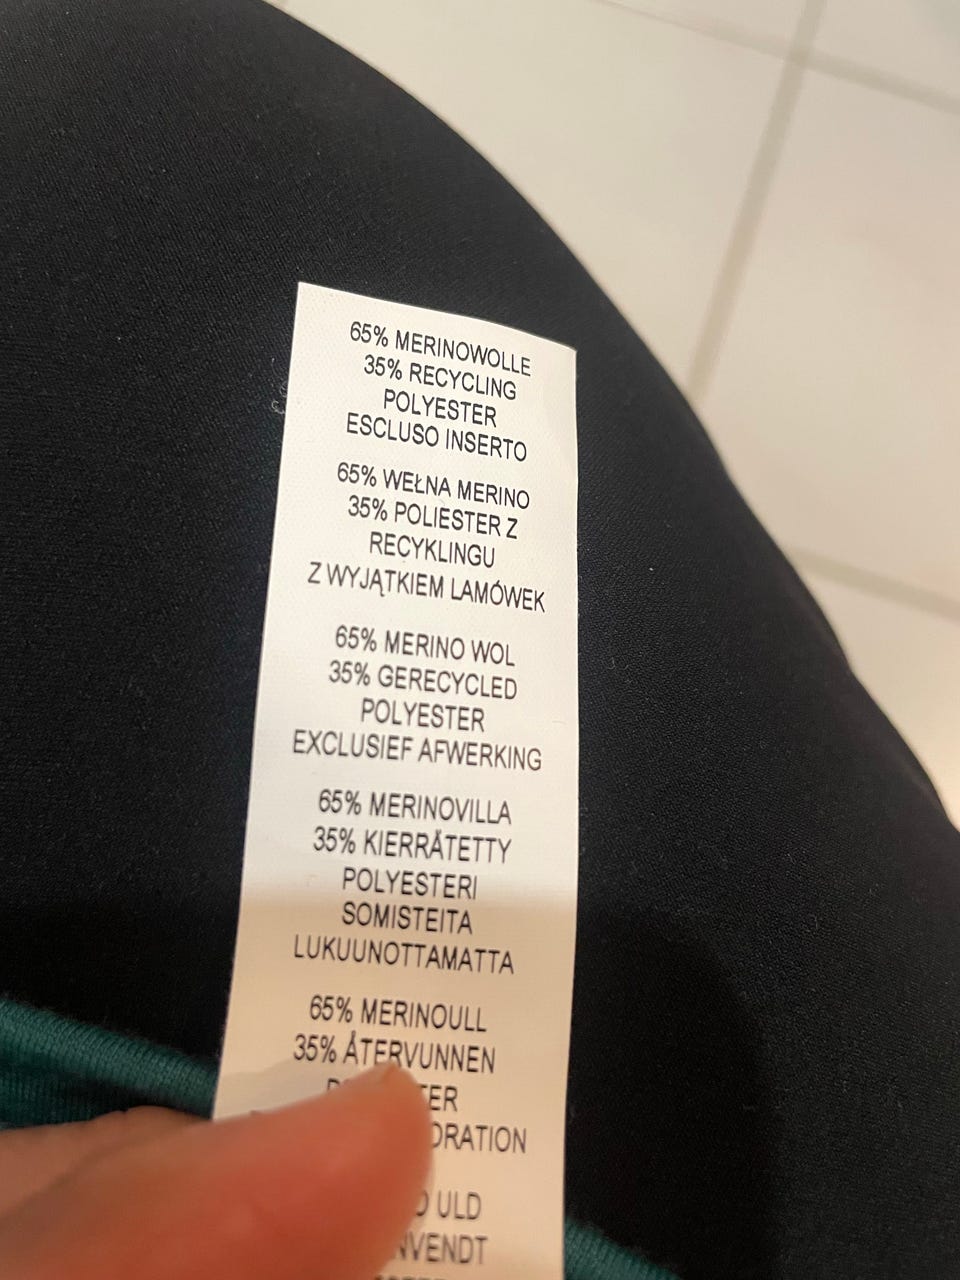 65% MERINOWOLLE
35% RECYCLING
POLYESTER
ESCLUSO INSERTO
65% WEŁNA MERINO
35% POLIESTER Z
RECYKLINGU
Z WYJĄTKIEM LAMÓWEK
65% MERINO WOL
35% GERECYCLED
POLYESTER
EXCLUSIEF AFWERKING
65% MERINOVILLA
35% KIERRÄTETTY
POLYESTERI
SOMISTEITA
LUKUUNOTTAMATTA
65% MERINOULL
35% ÅTERVUNNEN
ULD